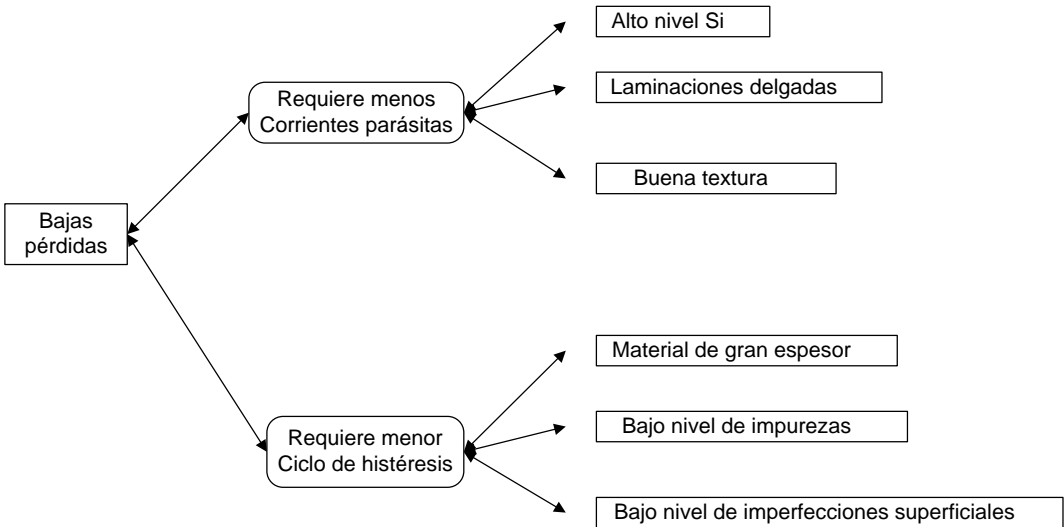 Alto nivel Si
Requiere menos
Corrientes parásitas
Laminaciones delgadas
Buena textura
Bajas
pérdidas
Material de gran espesor
Requiere menor
Ciclo de histéresis
Bajo nivel de impurezas
Bajo nivel de imperfecciones superficiales